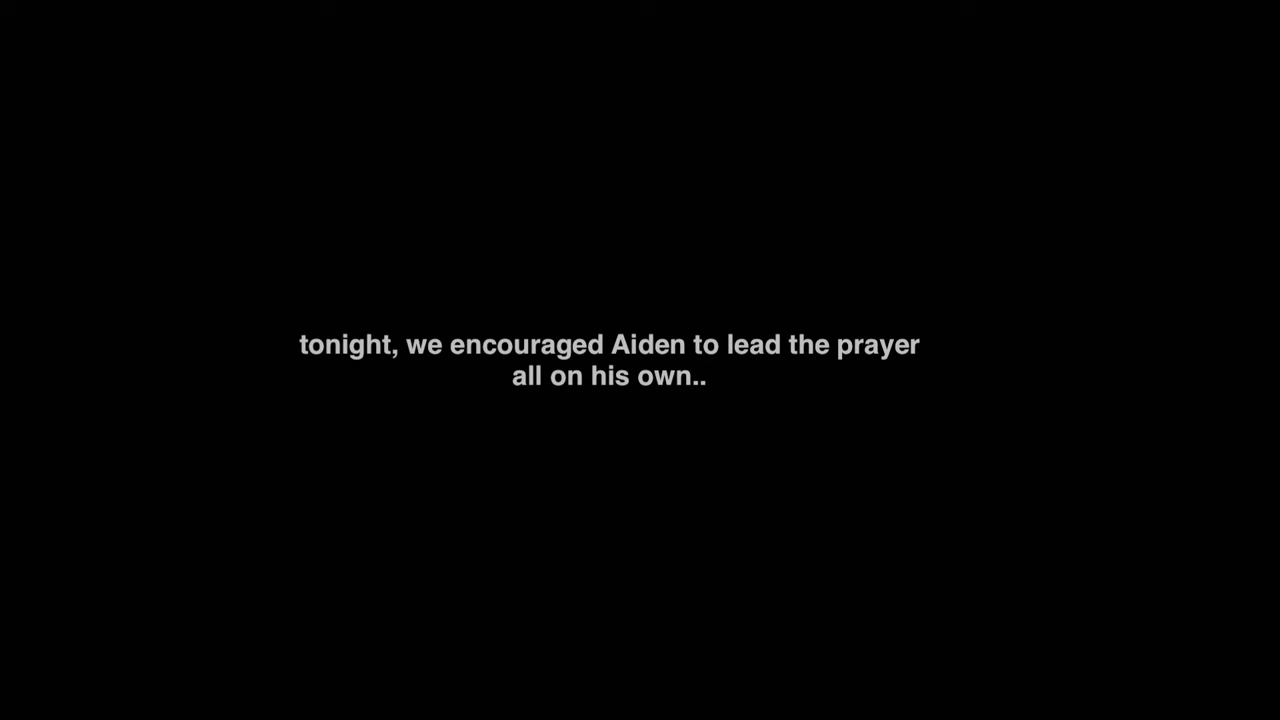 tonight, we encouraged Aiden to lead the prayer
all on his own..